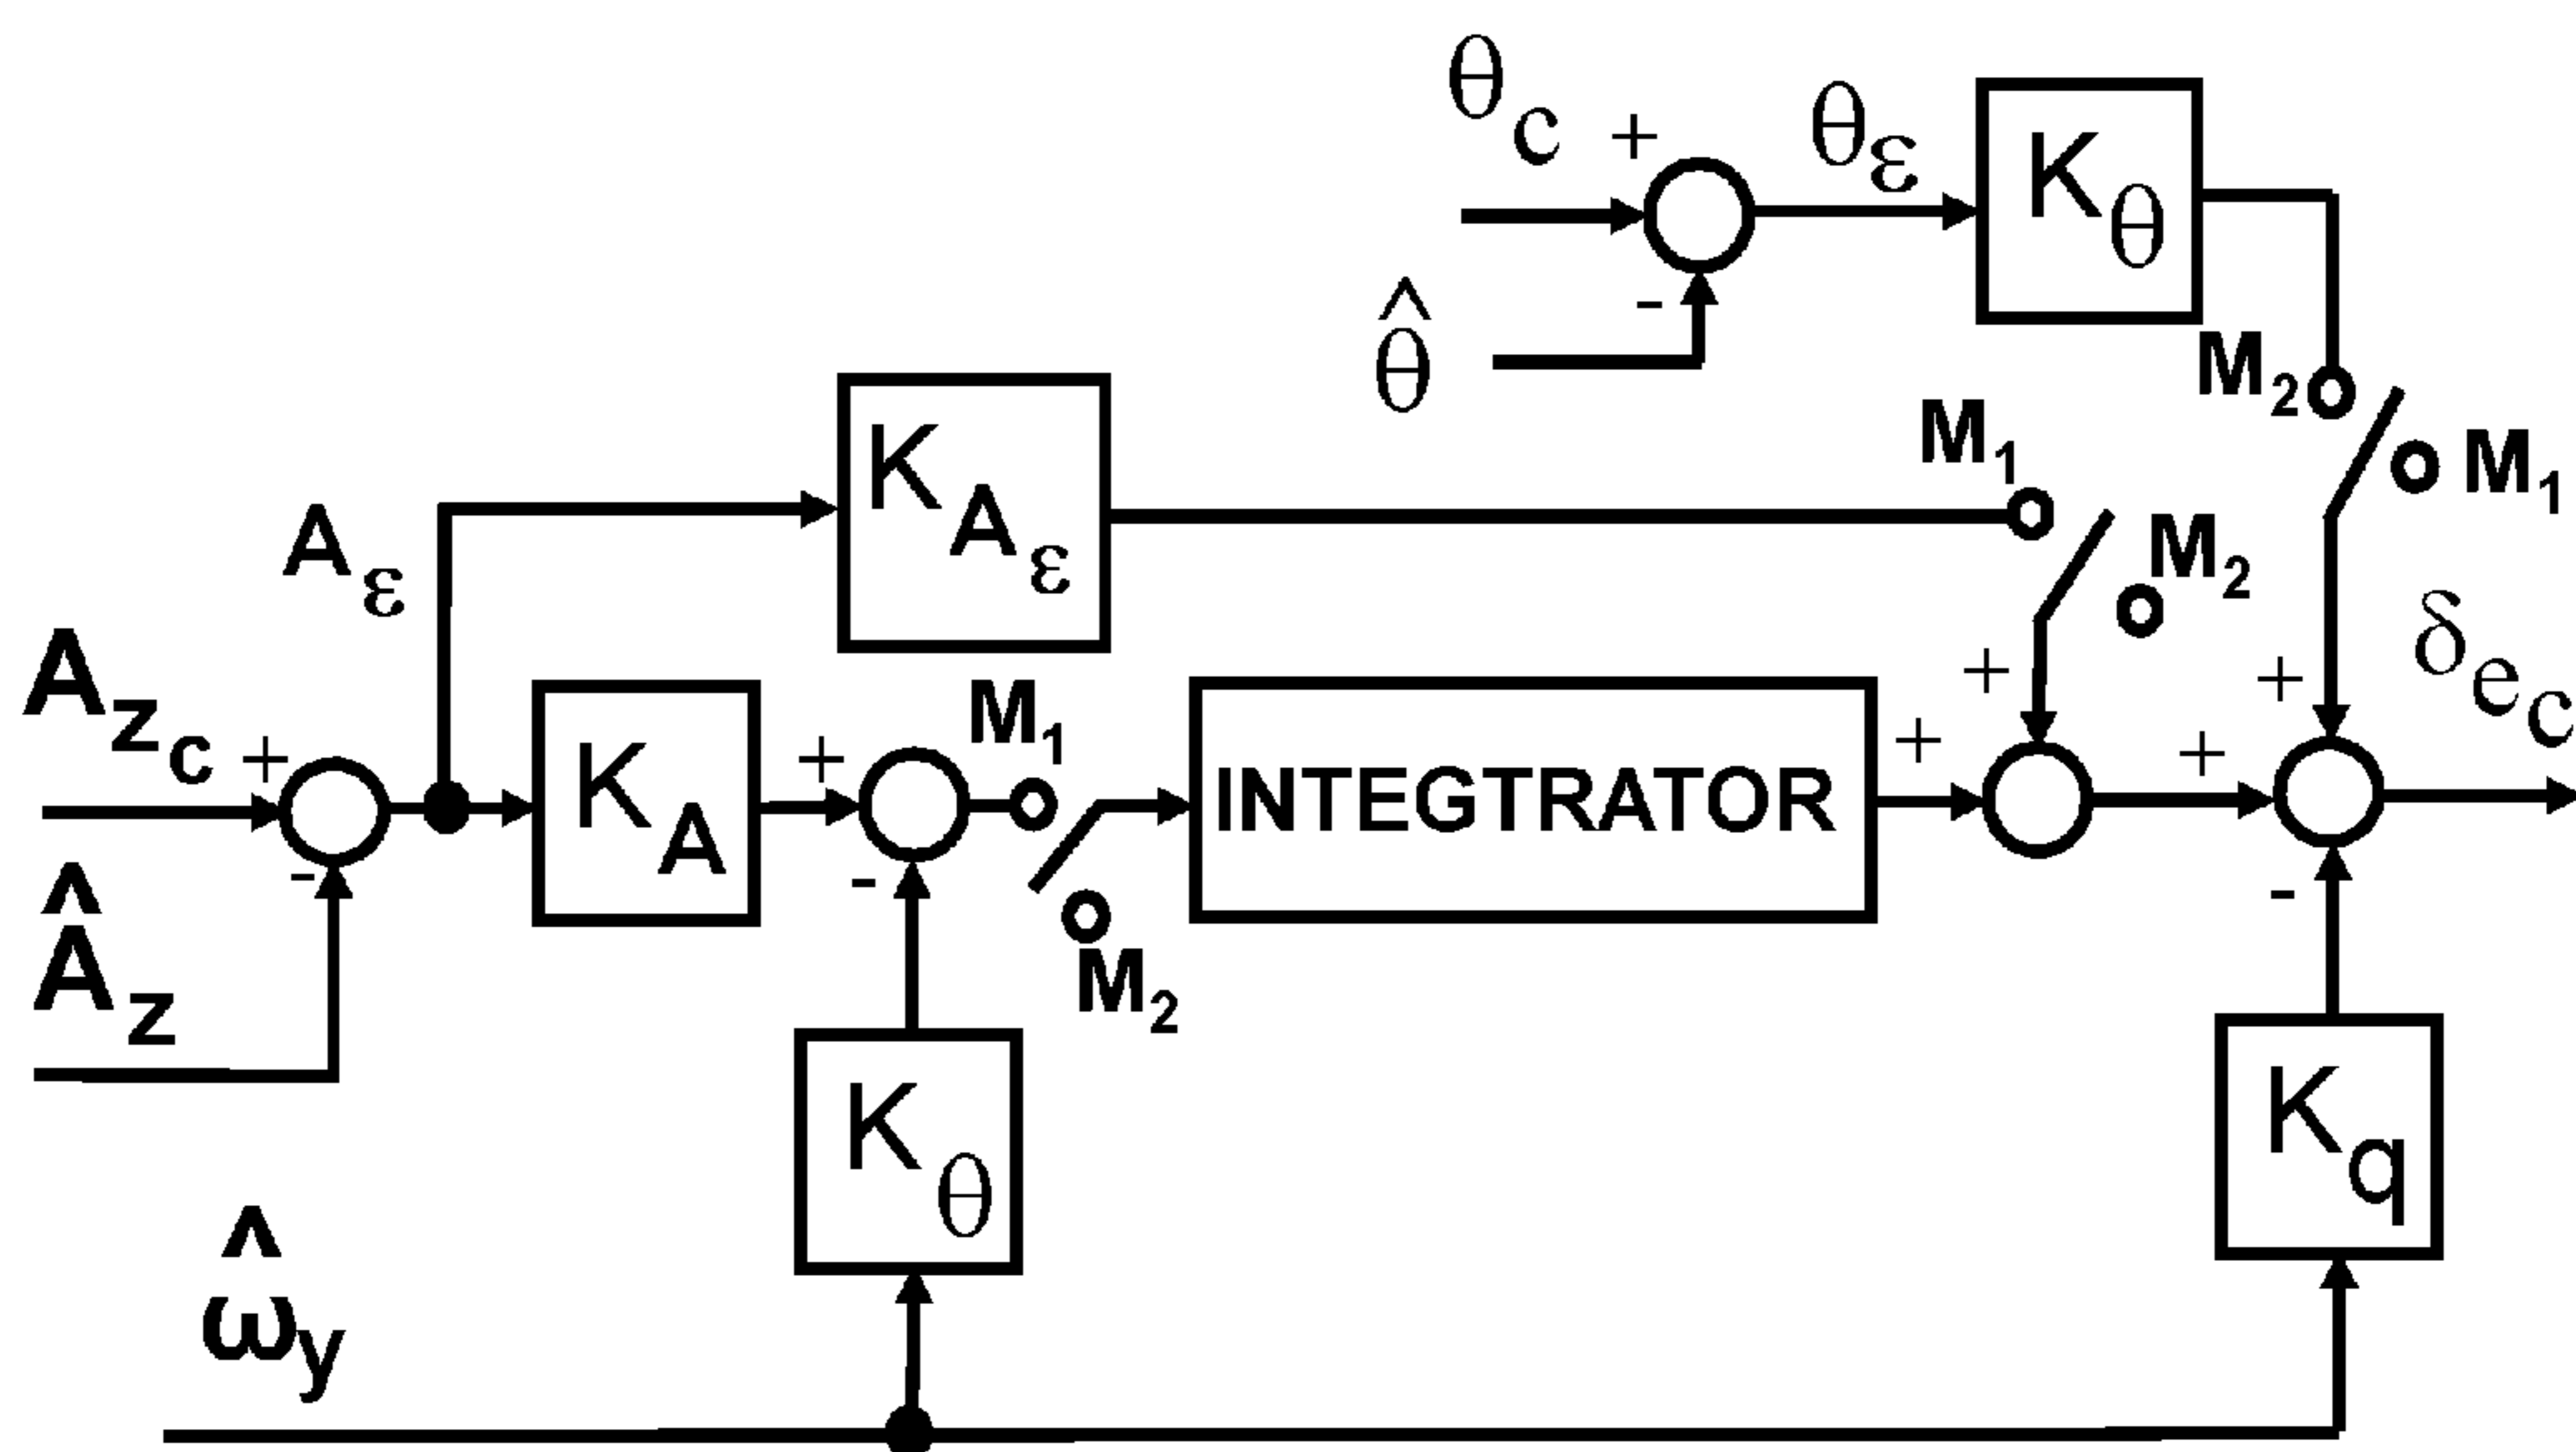 θc + θε Kθ
- θ̂
M2 M1
Aε KAε M1 M2
Azc + KA + M1 INTEGTRATOR + + + + δec
- Âz - M2 -
Kθ Kq
ω̂y